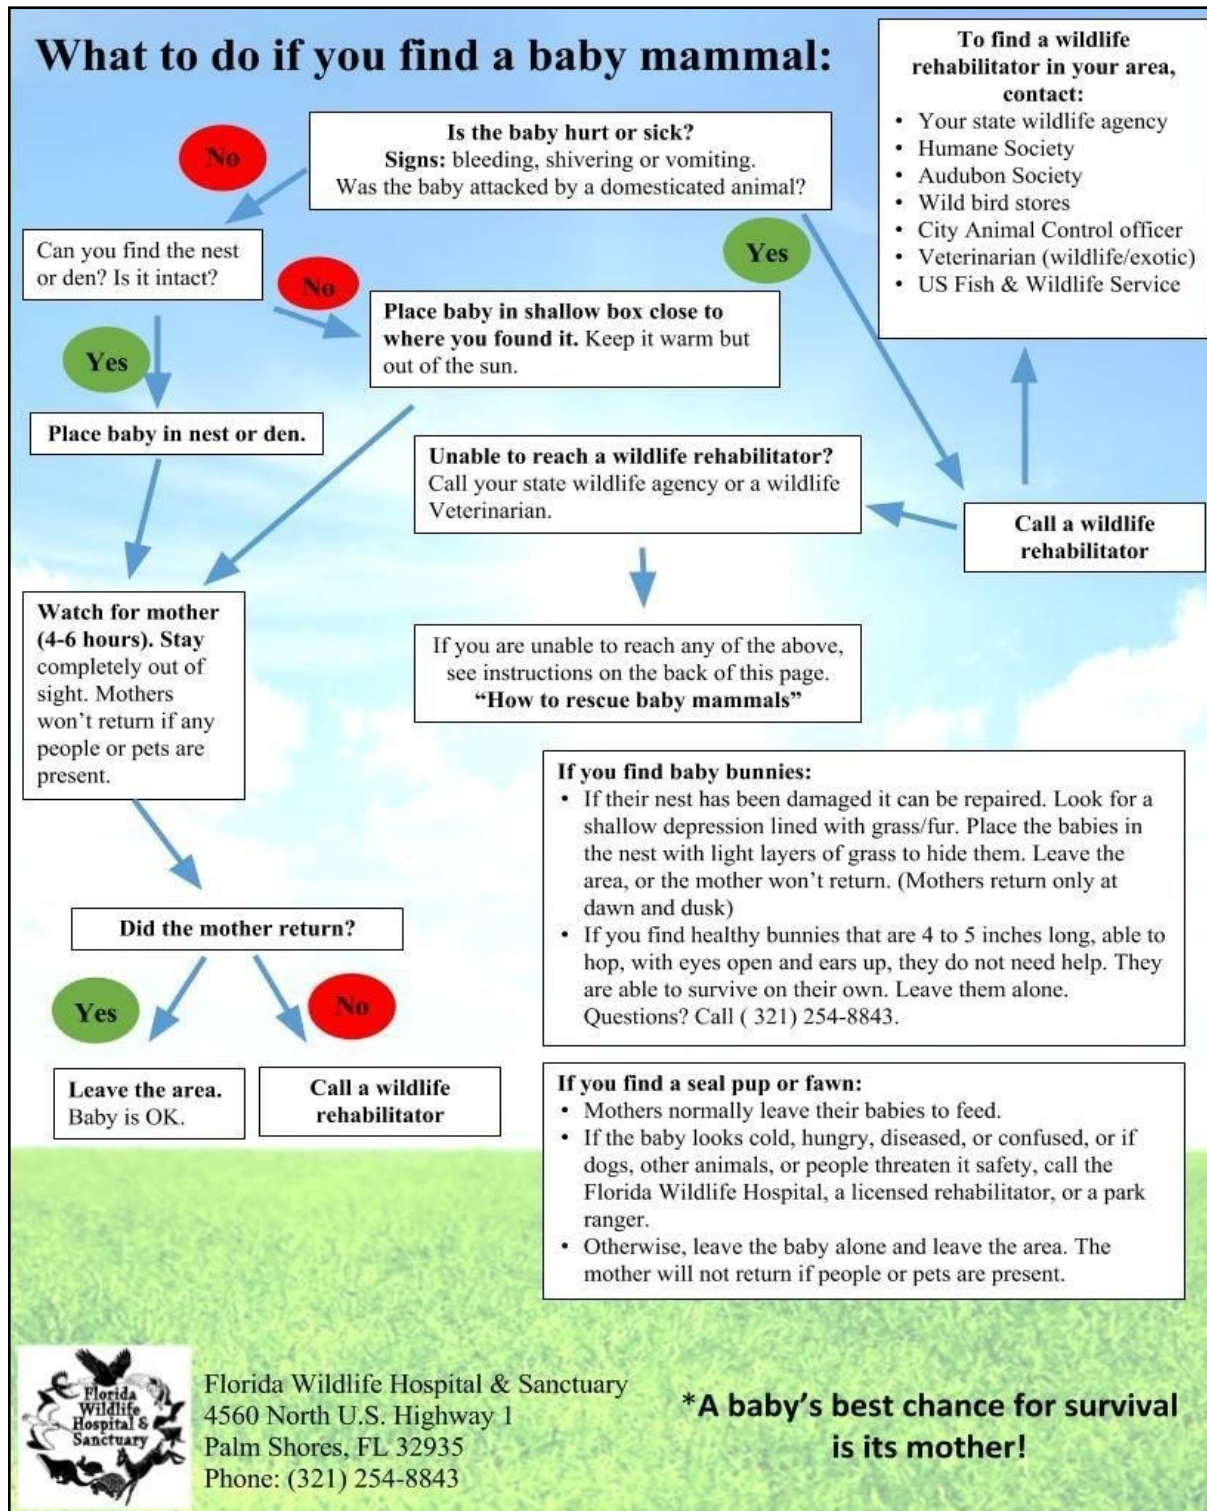 What to do if you find a baby mammal:
To find a wildlife
rehabilitator in your area,
contact:
• Your state wildlife agency
• Humane Society
• Audubon Society
• Wild bird stores
• City Animal Control officer
• Veterinarian (wildlife/exotic)
• US Fish & Wildlife Service
Is the baby hurt or sick?
Signs: bleeding, shivering or vomiting.
Was the baby attacked by a domesticated animal?
No
Yes
Can you find the nest
or den? Is it intact?
No
Place baby in shallow box close to
where you found it. Keep it warm but
out of the sun.
Yes
Place baby in nest or den.
Unable to reach a wildlife rehabilitator?
Call your state wildlife agency or a wildlife
Veterinarian.
Call a wildlife
rehabilitator
Watch for mother
(4-6 hours). Stay
completely out of
sight. Mothers
won’t return if any
people or pets are
present.
If you are unable to reach any of the above,
see instructions on the back of this page.
“How to rescue baby mammals”
If you find baby bunnies:
• If their nest has been damaged it can be repaired. Look for a
shallow depression lined with grass/fur. Place the babies in
the nest with light layers of grass to hide them. Leave the
area, or the mother won’t return. (Mothers return only at
dawn and dusk)
• If you find healthy bunnies that are 4 to 5 inches long, able to
hop, with eyes open and ears up, they do not need help. They
are able to survive on their own. Leave them alone.
Questions? Call ( 321) 254-8843.
Did the mother return?
Yes
No
Leave the area.
Baby is OK.
Call a wildlife
rehabilitator
If you find a seal pup or fawn:
• Mothers normally leave their babies to feed.
• If the baby looks cold, hungry, diseased, or confused, or if
dogs, other animals, or people threaten it safety, call the
Florida Wildlife Hospital, a licensed rehabilitator, or a park
ranger.
• Otherwise, leave the baby alone and leave the area. The
mother will not return if people or pets are present.
Florida
Wildlife
Hospital &
Sanctuary
Florida Wildlife Hospital & Sanctuary
4560 North U.S. Highway 1
Palm Shores, FL 32935
Phone: (321) 254-8843
*A baby’s best chance for survival
is its mother!